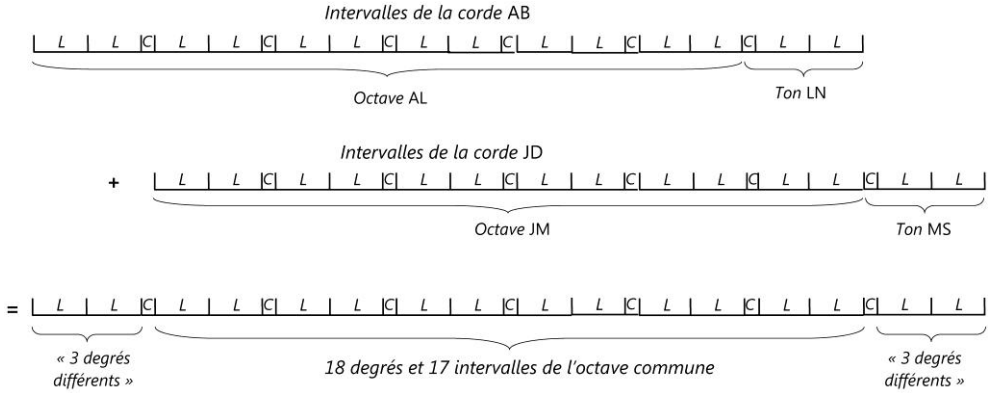 Intervalles de la corde AB
L L C L L C L L C L L C L L C L L C L L
Octave AL
Ton LN
Intervalles de la corde JD
+ L L C L L C L L C L L C L L C L L C L L
Octave JM
Ton MS
= L L C L L C L L C L L C L L C L L C L L C L L
« 3 degrés
différents »
18 degrés et 17 intervalles de l'octave commune
« 3 degrés
différents »